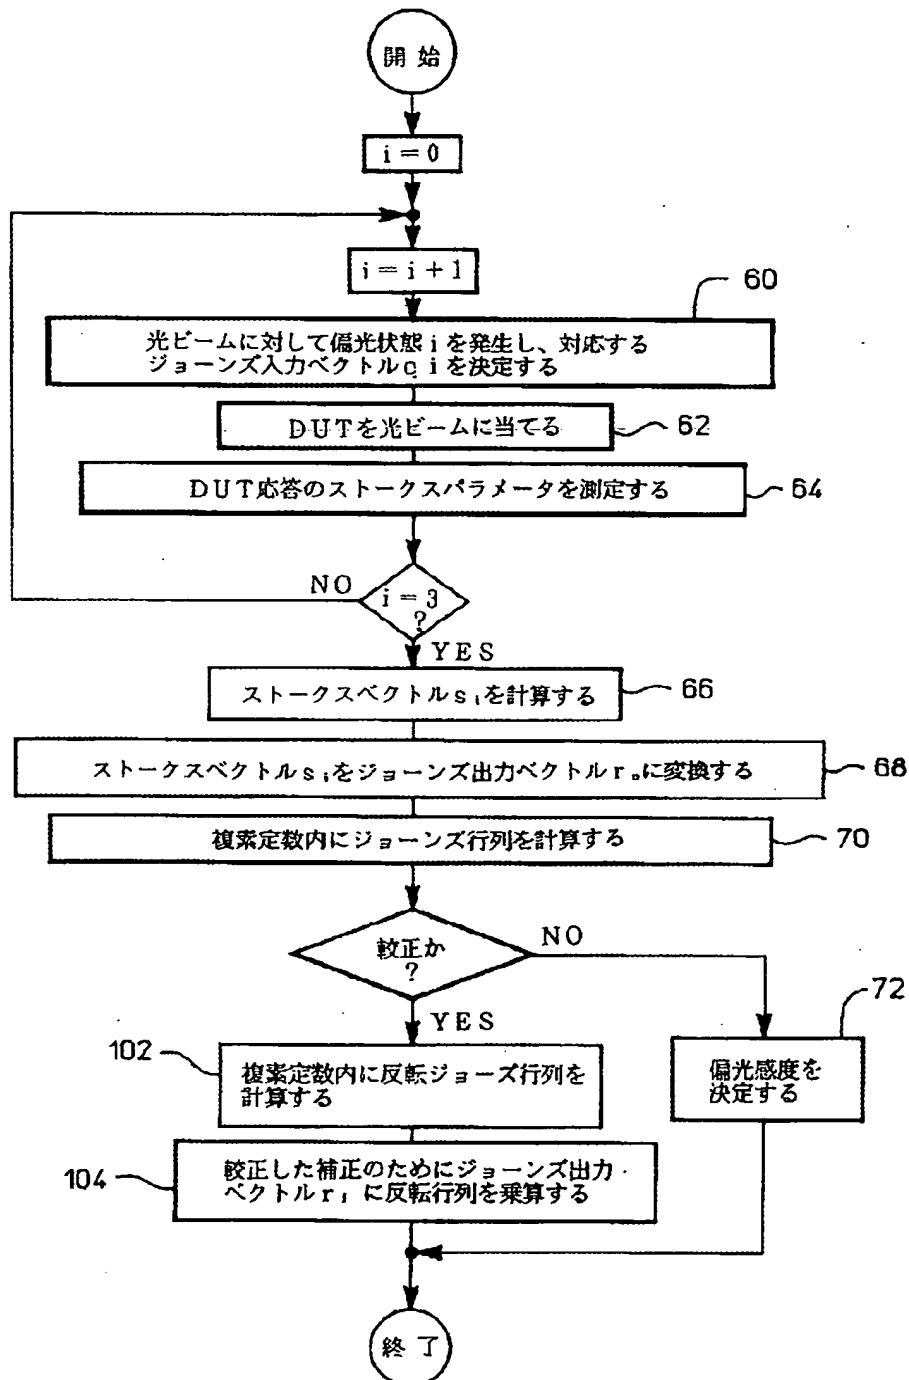 開始
i=0
i=i+1
60
光ビームに対して偏光状態iを発生し、対応する
ジョーンズ入力ベクトルq iを決定する
DUTを光ビームに当てる
62
DUT応答のストークスパラメータを測定する
64
NO
i=3
?
YES
ストークスベクトルsiを計算する
66
ストークスベクトルsiをジョーンズ出力ベクトルr。に変換する
68
複素定数内にジョーンズ行列を計算する
70
較正か
?
NO
YES
72
偏光感度を
決定する
102
複素定数内に反転ジョーズ行列を
計算する
104
較正した補正のためにジョーンズ出力
ベクトルriに反転行列を乗算する
終了